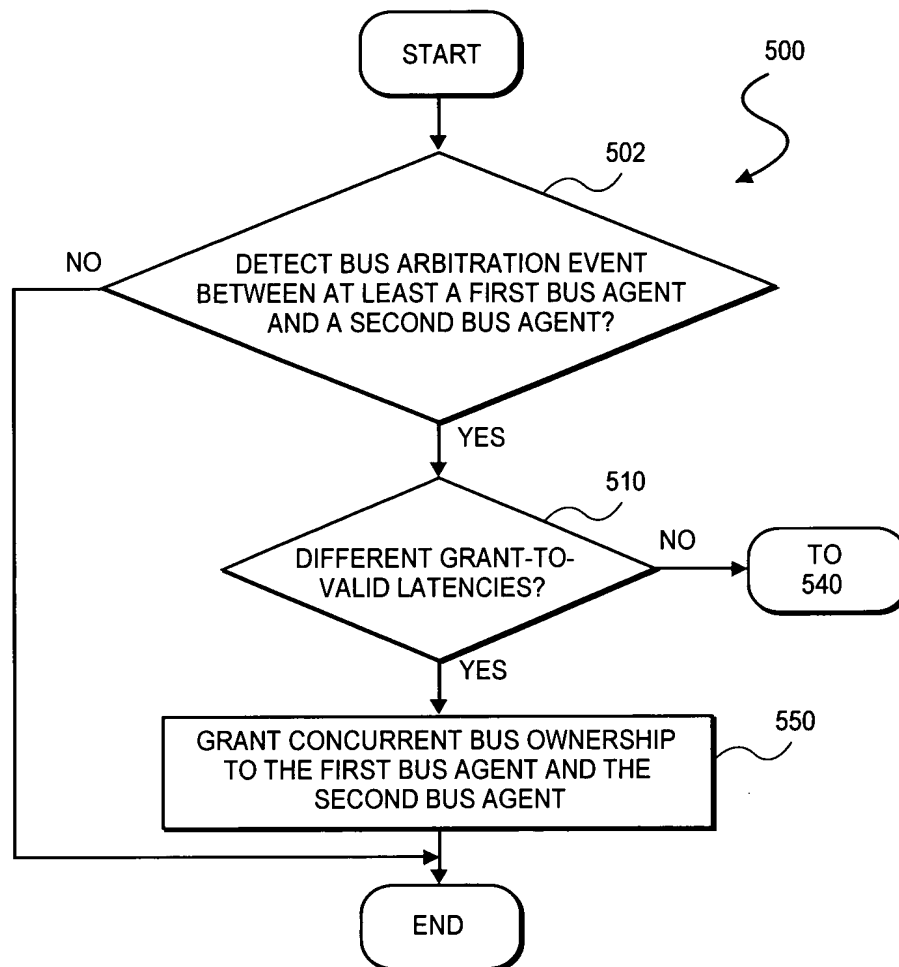 START
500
502
NO
DETECT BUS ARBITRATION EVENT
BETWEEN AT LEAST A FIRST BUS AGENT
AND A SECOND BUS AGENT?
YES
510
DIFFERENT GRANT-TO-
VALID LATENCIES?
NO
TO
540
YES
550
GRANT CONCURRENT BUS OWNERSHIP
TO THE FIRST BUS AGENT AND THE
SECOND BUS AGENT
END